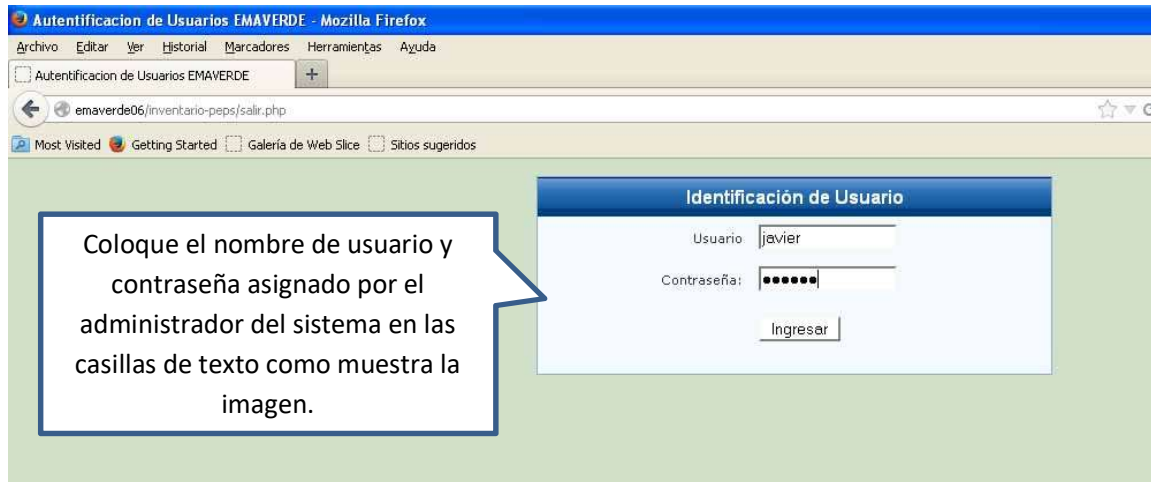 Autentificacion de Usuarios EMAVERDE - Mozilla Firefox
Archivo Editar Ver Historial Marcadores Herramientas Ayuda
Autentificacion de Usuarios EMAVERDE +
emaverde06/inventario-peps/salir.php
Most Visited Getting Started Galería de Web Slice Sitios sugeridos
Identificación de Usuario
Usuario javier
Contraseña: ●●●●●●
Ingresar
Coloque el nombre de usuario y
contraseña asignado por el
administrador del sistema en las
casillas de texto como muestra la
imagen.